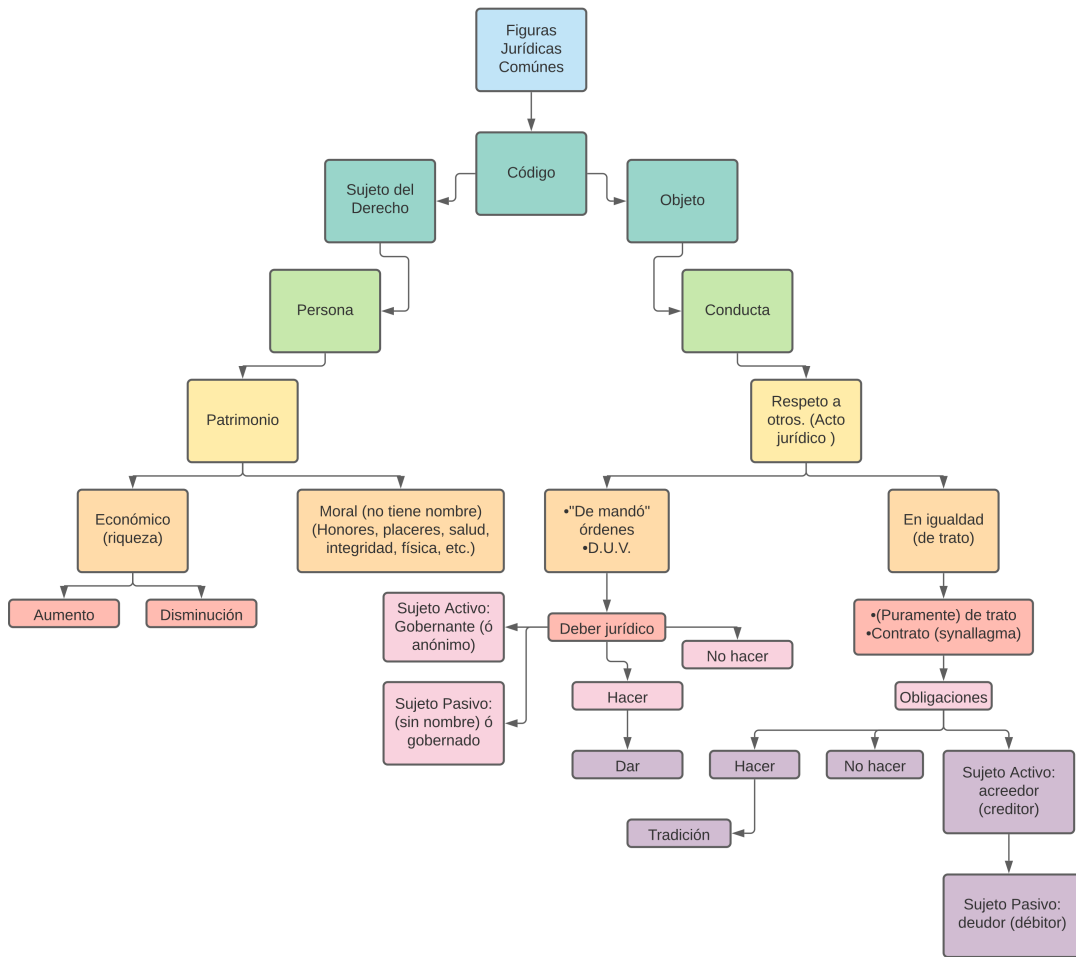 Figuras
Jurídicas
Comúnes
Código
Sujeto del
Derecho
Objeto
Persona
Conducta
Patrimonio
Respeto a
otros. (Acto
jurídico )
Económico
(riqueza)
Moral (no tiene nombre)
(Honores, placeres, salud,
integridad, física, etc.)
•"De mandó"
órdenes
•D.U.V.
En igualdad
(de trato)
Aumento
Disminución
Sujeto Activo:
Gobernante (ó
anónimo)
Deber jurídico
No hacer
•(Puramente) de trato
•Contrato (synallagma)
Sujeto Pasivo:
(sin nombre) ó
gobernado
Hacer
Obligaciones
Dar
Hacer
No hacer
Sujeto Activo:
acreedor
(creditor)
Tradición
Sujeto Pasivo:
deudor (débitor)